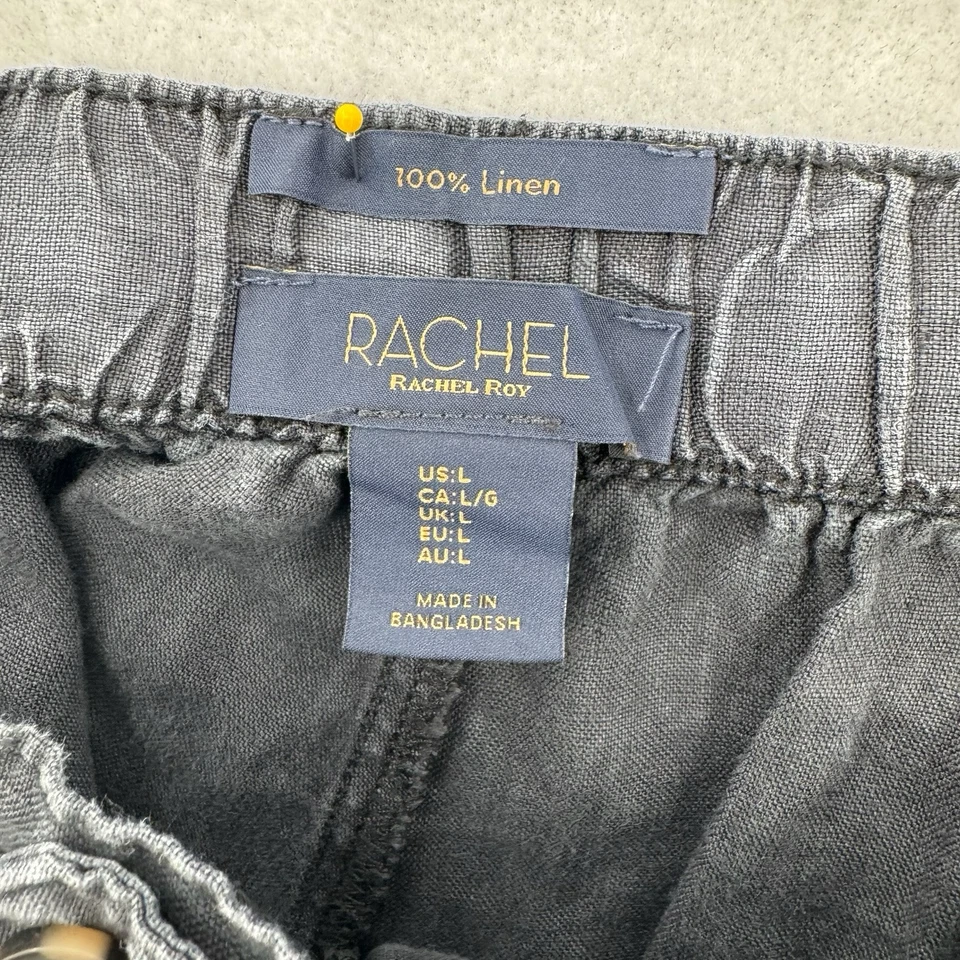 100% Linen
RACHEL
RACHEL ROY
US:L
CA:L/G
UK:L
EU:L
AU:L
MADE IN
BANGLADESH